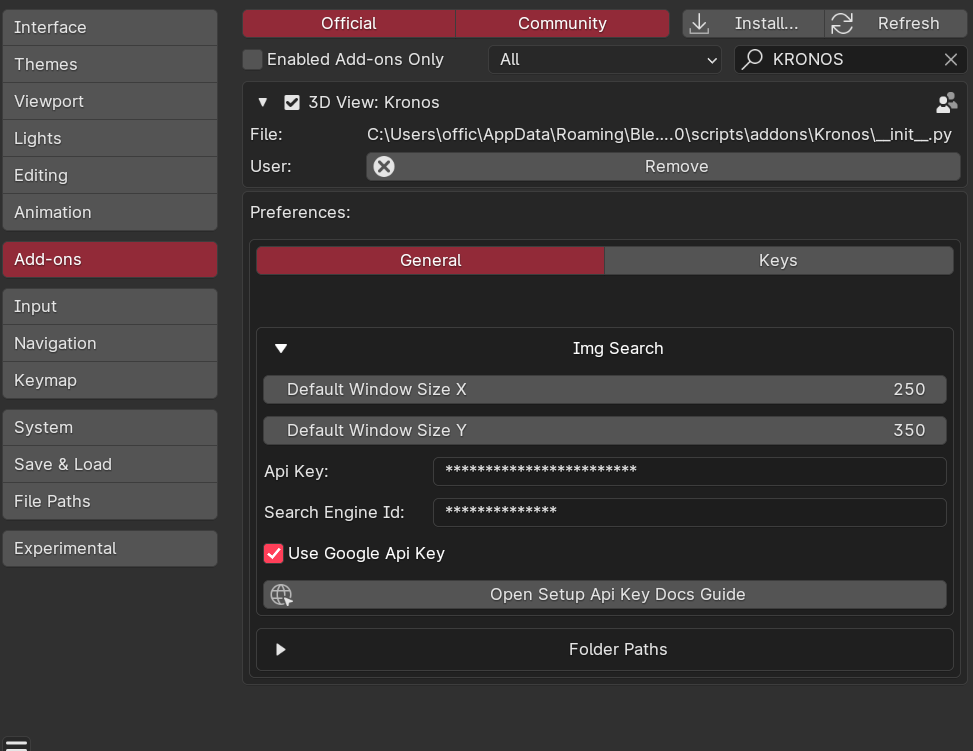 Interface
Themes
Viewport
Lights
Editing
Animation
Add-ons
Input
Navigation
Keymap
System
Save & Load
File Paths
Experimental
Official Community Install... Refresh
Enabled Add-ons Only All KRONOS
3D View: Kronos
File: C:\Users\offic\AppData\Roaming\Ble....0\scripts\addons\Kronos\__init__.py
User: Remove
Preferences:
General Keys
Img Search
Default Window Size X 250
Default Window Size Y 350
Api Key: ************************
Search Engine Id: **************
Use Google Api Key
Open Setup Api Key Docs Guide
Folder Paths